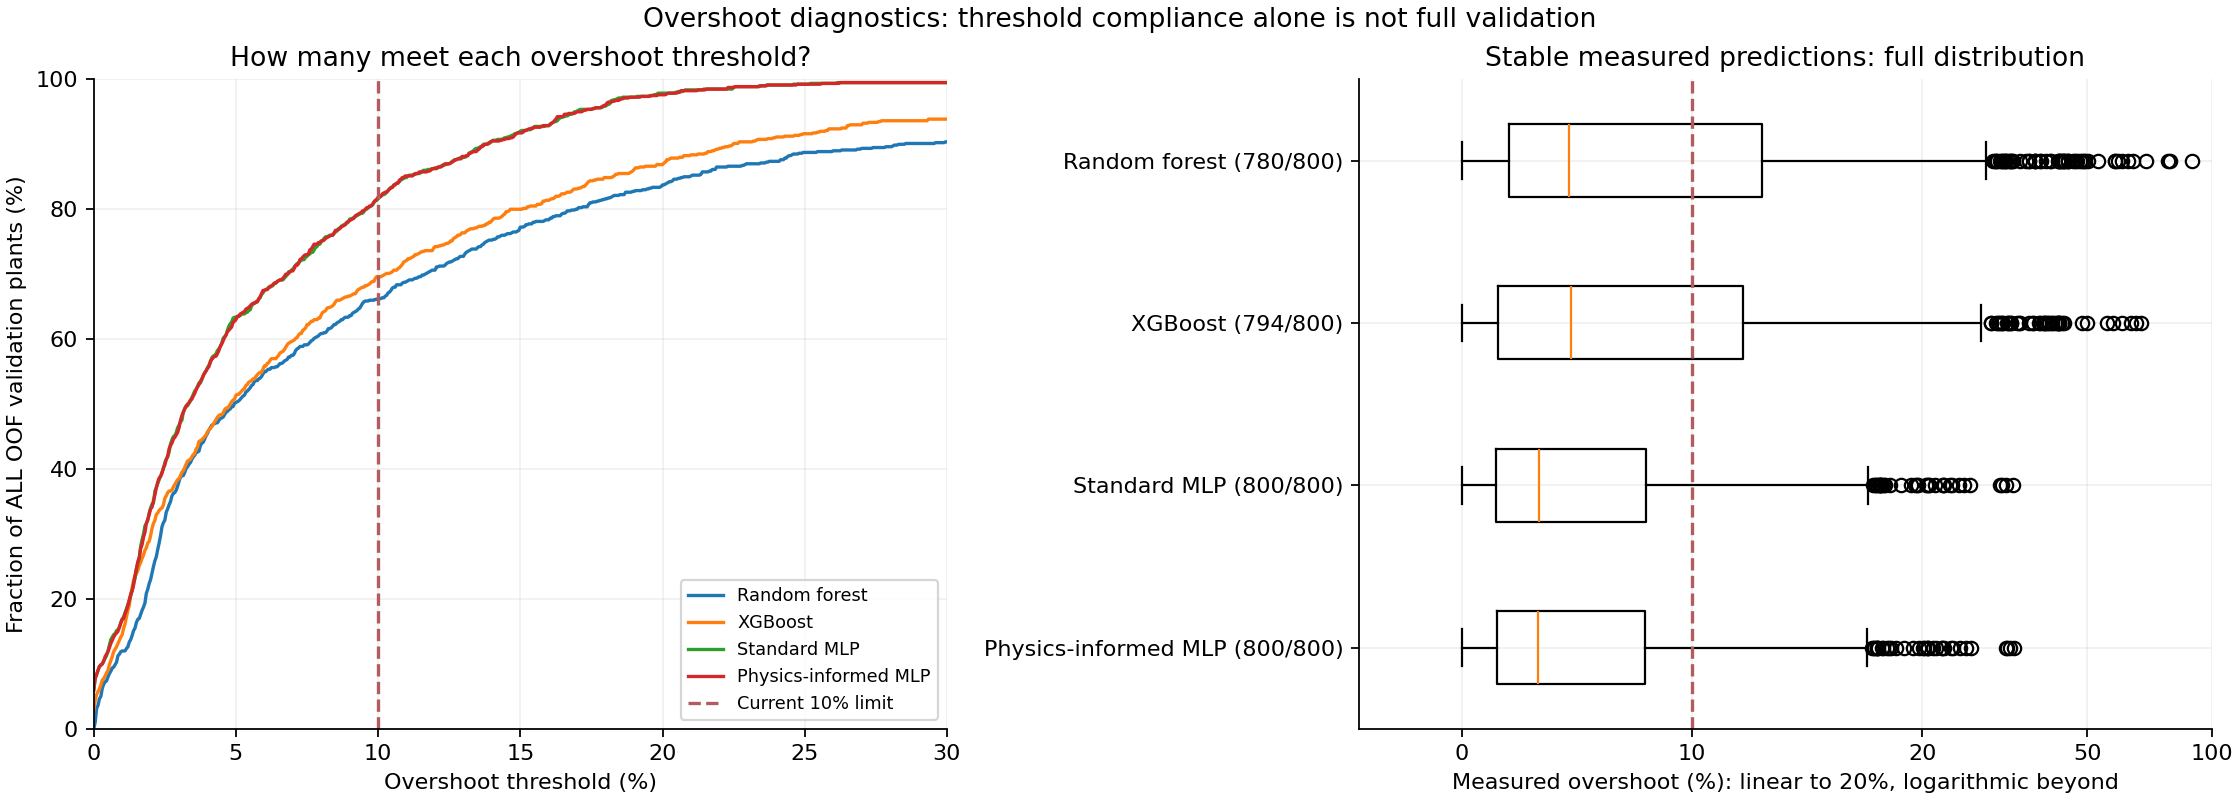 Overshoot diagnostics: threshold compliance alone is not full validation
How many meet each overshoot threshold?
Fraction of ALL OOF validation plants (%)
100
80
60
40
20
0
0 5 10 15 20 25 30
Overshoot threshold (%)
Random forest
XGBoost
Standard MLP
Physics-informed MLP
Current 10% limit
Stable measured predictions: full distribution
Random forest (780/800)
XGBoost (794/800)
Standard MLP (800/800)
Physics-informed MLP (800/800)
0 10 20 50 100
Measured overshoot (%): linear to 20%, logarithmic beyond